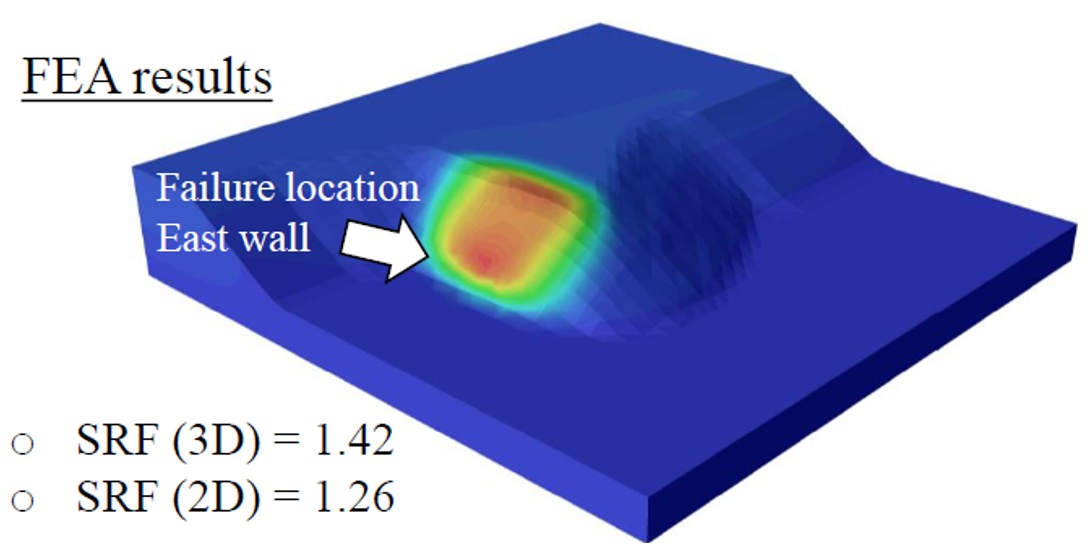 FEA results
Failure location
East wall
○ SRF (3D) = 1.42
○ SRF (2D) = 1.26